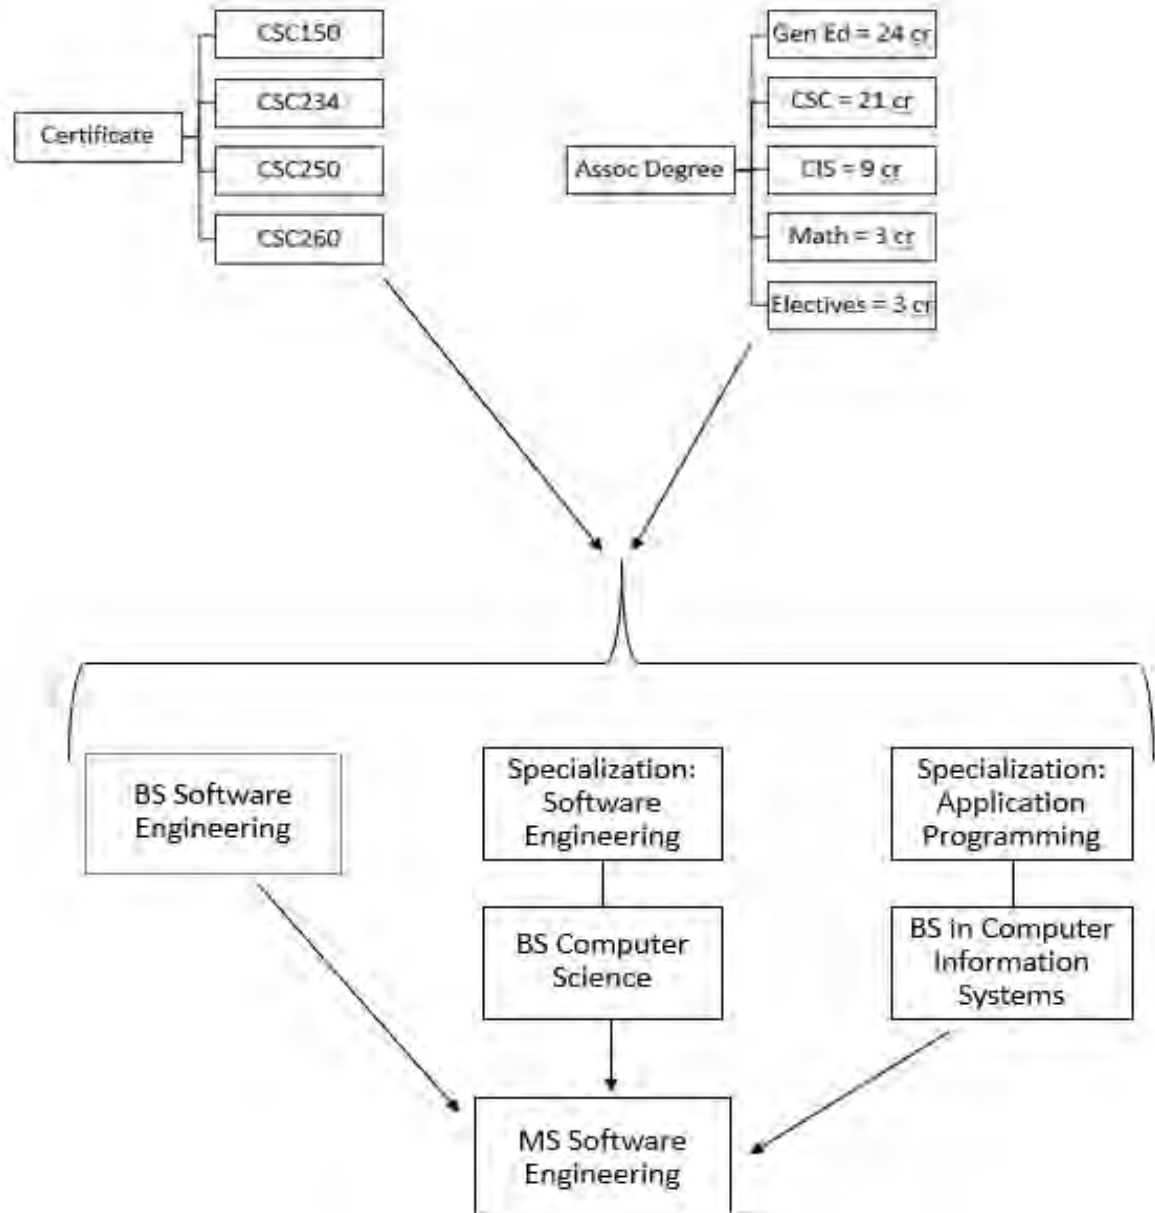 Certificate
CSC150
CSC234
CSC250
CSC260
Assoc Degree
Gen Ed = 24 cr
CSC = 21 cr
CIS = 9 cr
Math = 3 cr
Electives = 3 cr
BS Software
Engineering
Specialization:
Software
Engineering
BS Computer
Science
Specialization:
Application
Programming
BS in Computer
Information
Systems
MS Software
Engineering